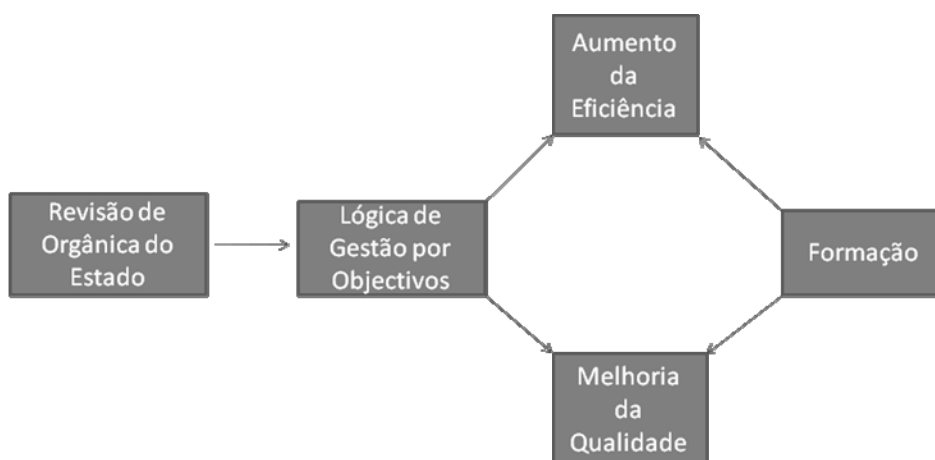 Aumento
da
Eficiência
Revisão de
Orgânica do
Estado
Lógica de
Gestão por
Objectivos
Formação
Melhoria
da
Qualidade